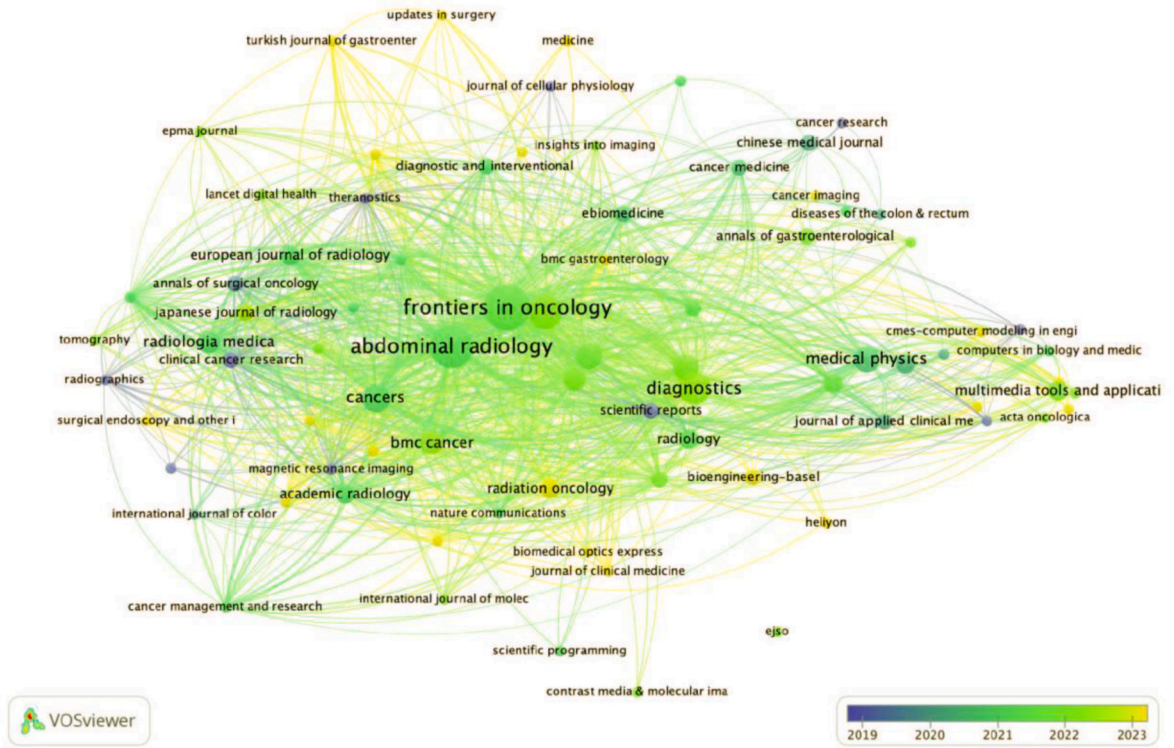 updates in surgery
turkish journal of gastroenter
medicine
journal of cellular physiology
cancer research
epma journal
chinese medical journal
insights into imaging
diagnostic and interventional
cancer medicine
lancet digital health
theranostics
cancer imaging
ebiomedicine
diseases of the colon & rectum
annals of gastroenterological
european journal of radiology
bmc gastroenterology
annals of surgical oncology
frontiers in oncology
japanese journal of radiology
cmes-computer modeling in engi
tomography
radiologia medica
abdominal radiology
computers in biology and medic
clinical cancer research
medical physics
radiographics
diagnostics
multimedia tools and applicati
cancers
scientific reports
surgical endoscopy and other i
journal of applied clinical me
acta oncologica
bmc cancer
radiology
magnetic resonance imaging
bioengineering-basel
academic radiology
radiation oncology
international journal of color
nature communications
heliyon
biomedical optics express
journal of clinical medicine
cancer management and research
international journal of molec
ejso
scientific programming
contrast media & molecular ima
VOSviewer
2019 2020 2021 2022 2023